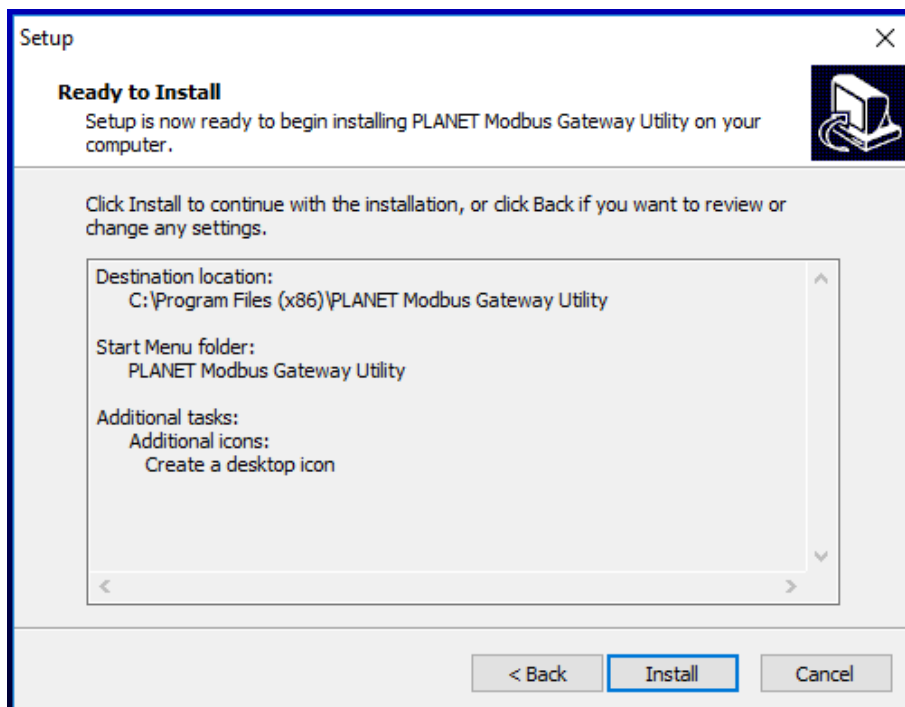 Setup
Ready to Install
Setup is now ready to begin installing PLANET Modbus Gateway Utility on your
computer.
Click Install to continue with the installation, or click Back if you want to review or
change any settings.
Destination location:
C:\Program Files (x86)\PLANET Modbus Gateway Utility
Start Menu folder:
PLANET Modbus Gateway Utility
Additional tasks:
Additional icons:
Create a desktop icon
< Back
Install
Cancel